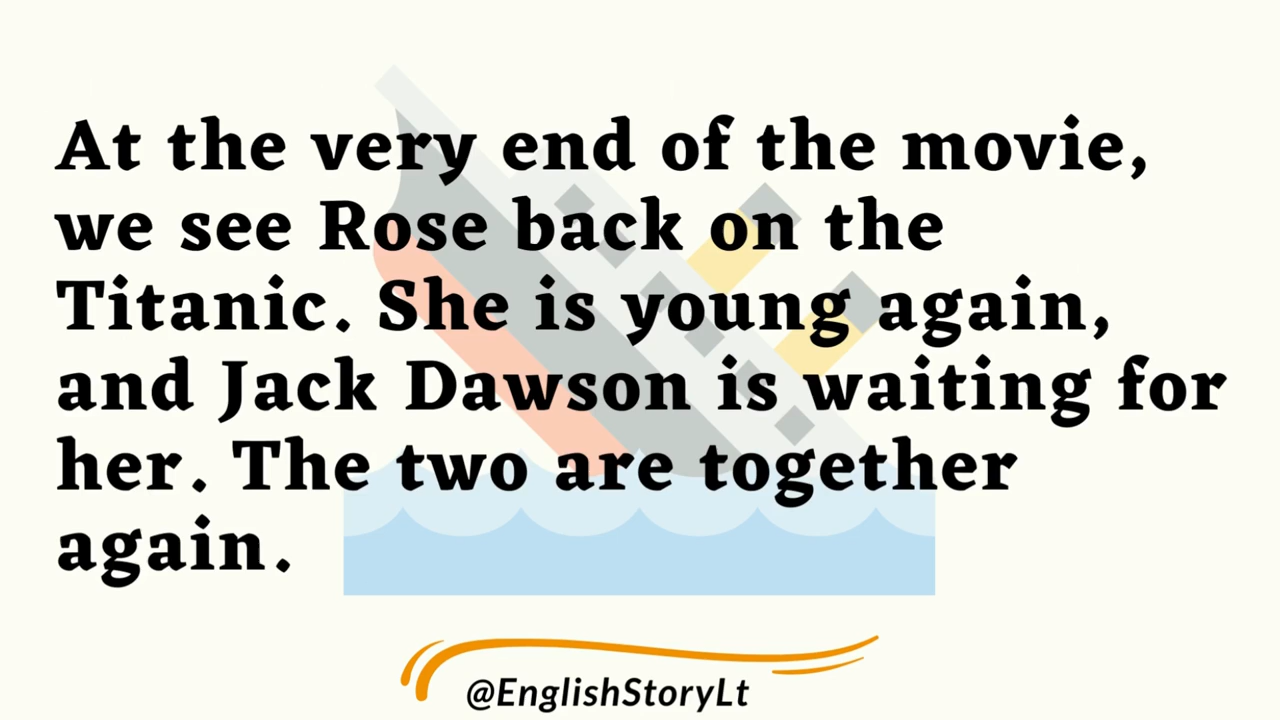 At the very end of the movie,
we see Rose back on the
Titanic. She is young again,
and Jack Dawson is waiting for
her. The two are together
again.
@EnglishStoryLt